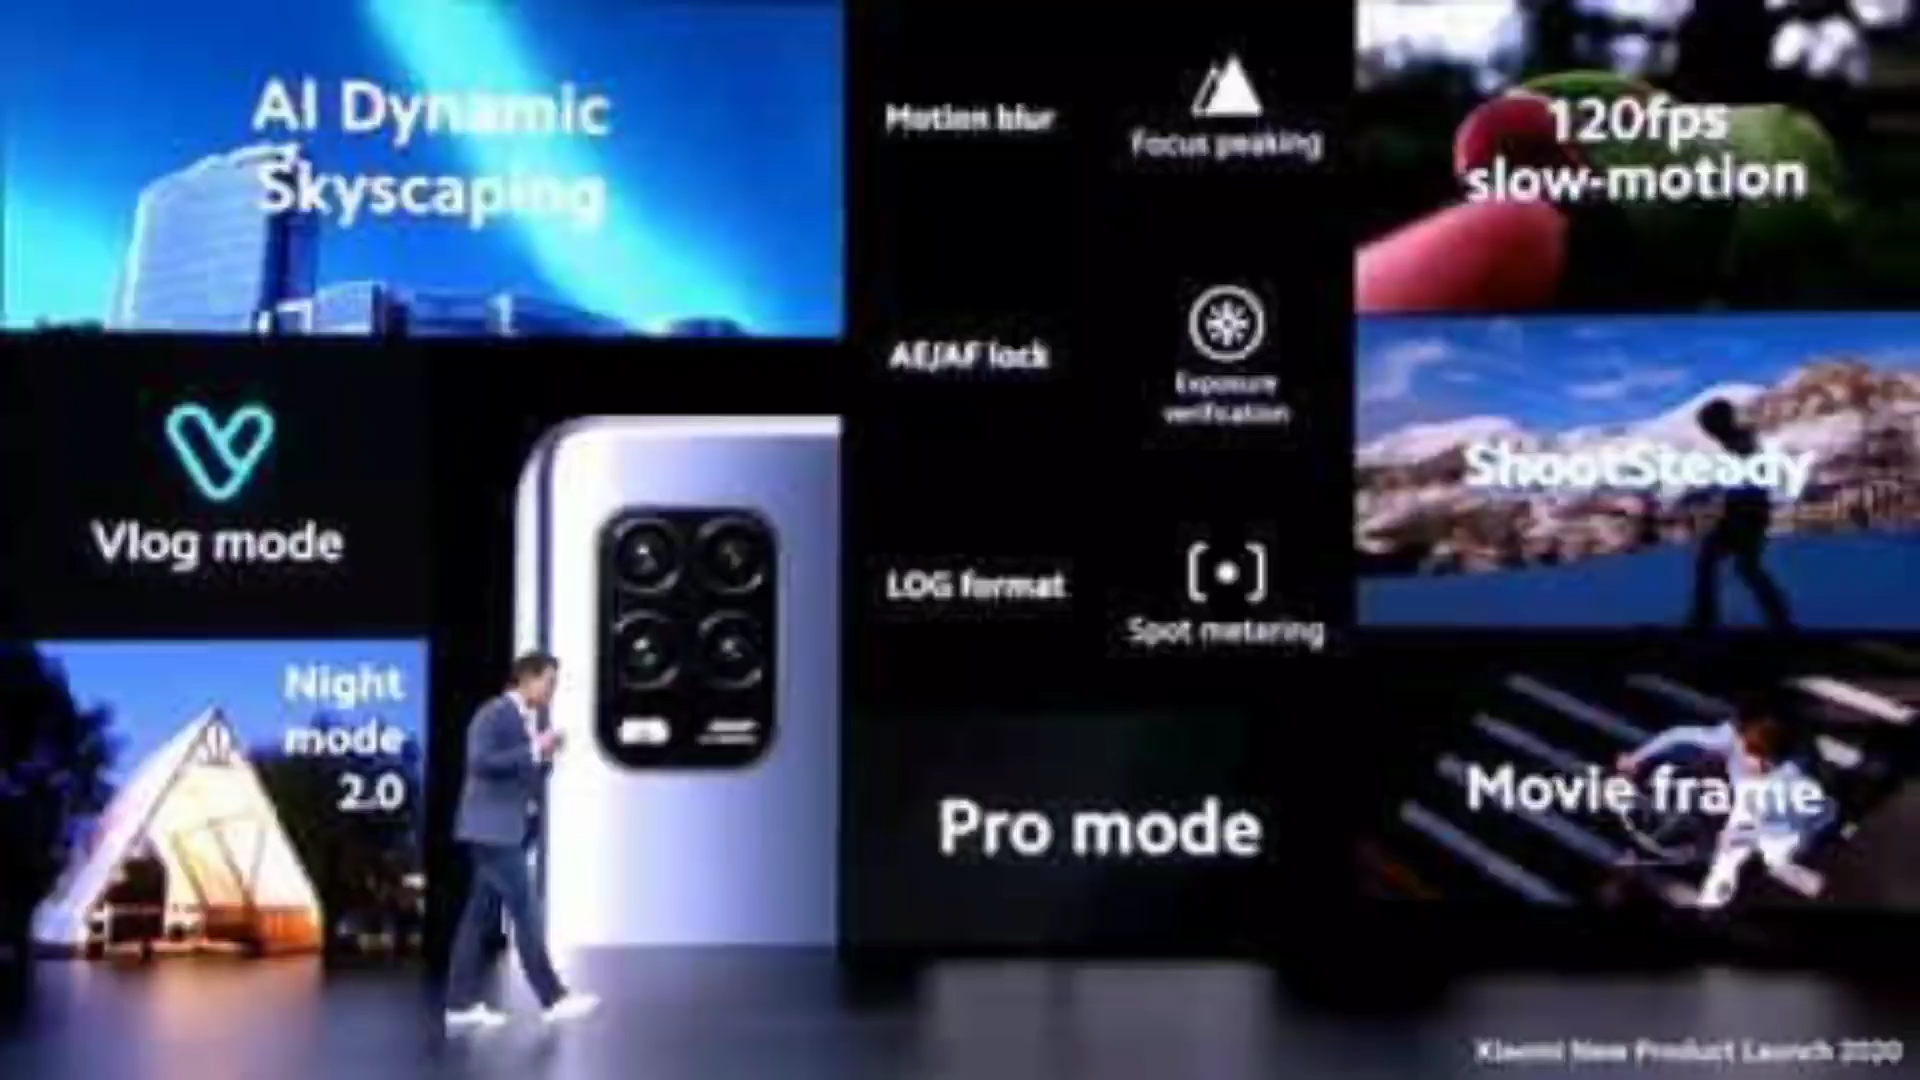 AI Dynamic
Skyscaping
Vlog mode
Night
mode
2.0
Motion blur
Focus peaking
AE/AF lock
Exposure
verification
LOG format
Spot metering
Pro mode
120fps
slow-motion
ShootSteady
Movie frame
Xiaomi New Product Launch 2020